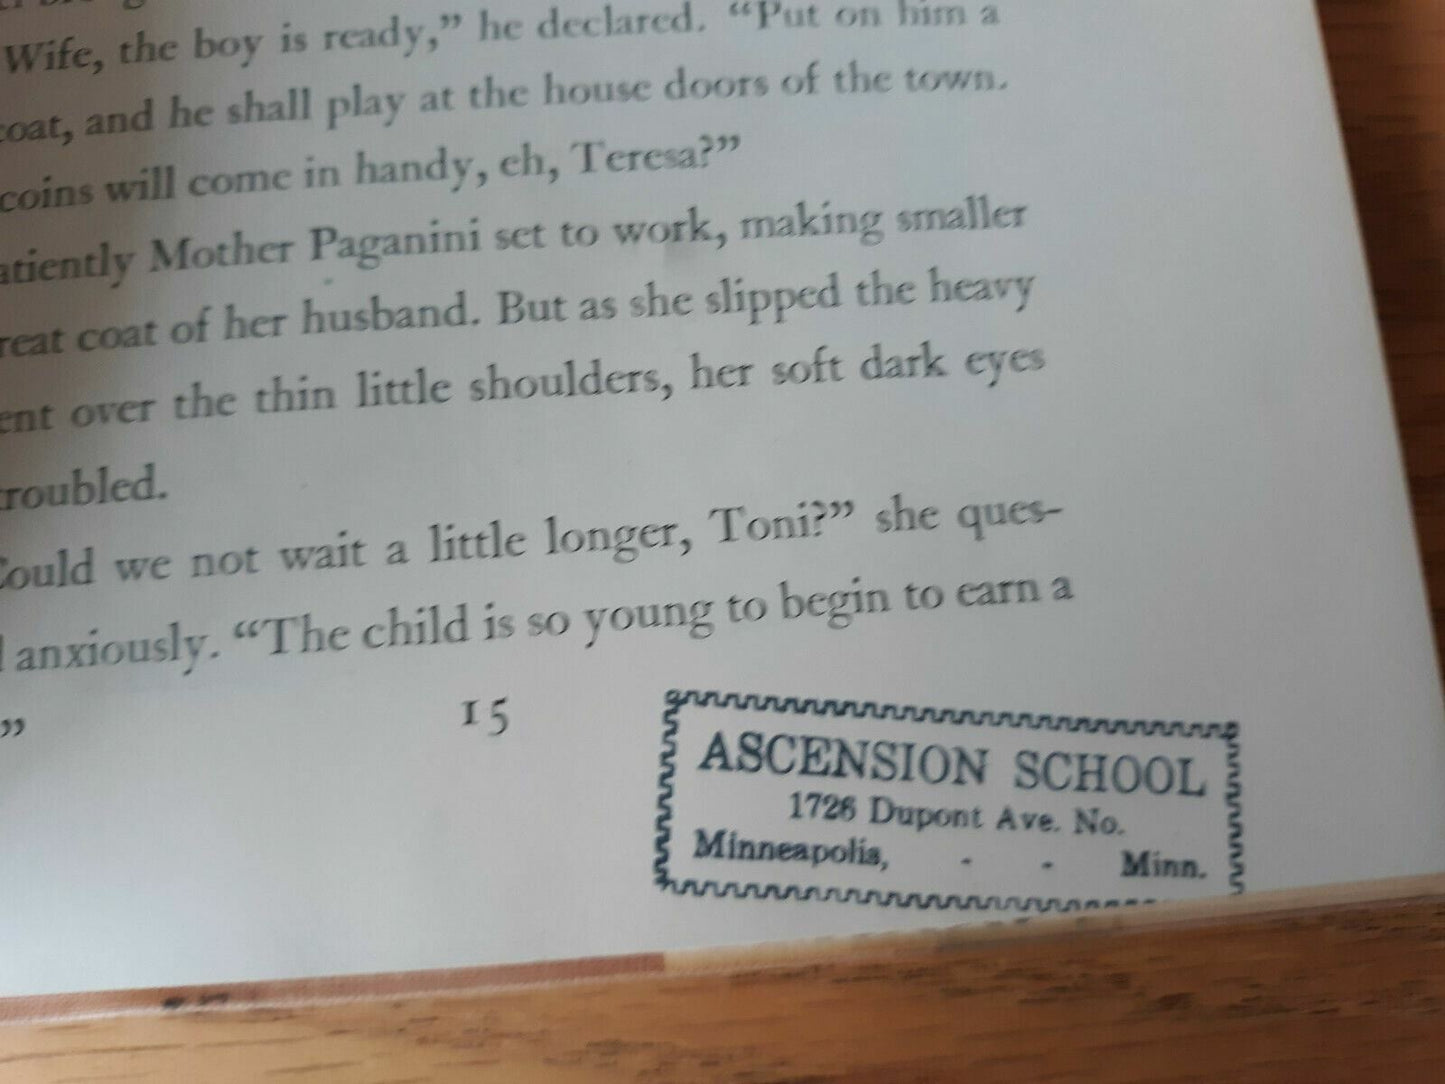 Wife, the boy is ready,” he declared. “Put on him a
coat, and he shall play at the house doors of the town.
coins will come in handy, eh, Teresa?”
atiently Mother Paganini set to work, making smaller
reat coat of her husband. But as she slipped the heavy
ent over the thin little shoulders, her soft dark eyes
troubled.
Could we not wait a little longer, Toni?” she ques-
anxiously. “The child is so young to begin to earn a
”
15
ASCENSION SCHOOL
1726 Dupont Ave. No.
Minneapolis, - - Minn.